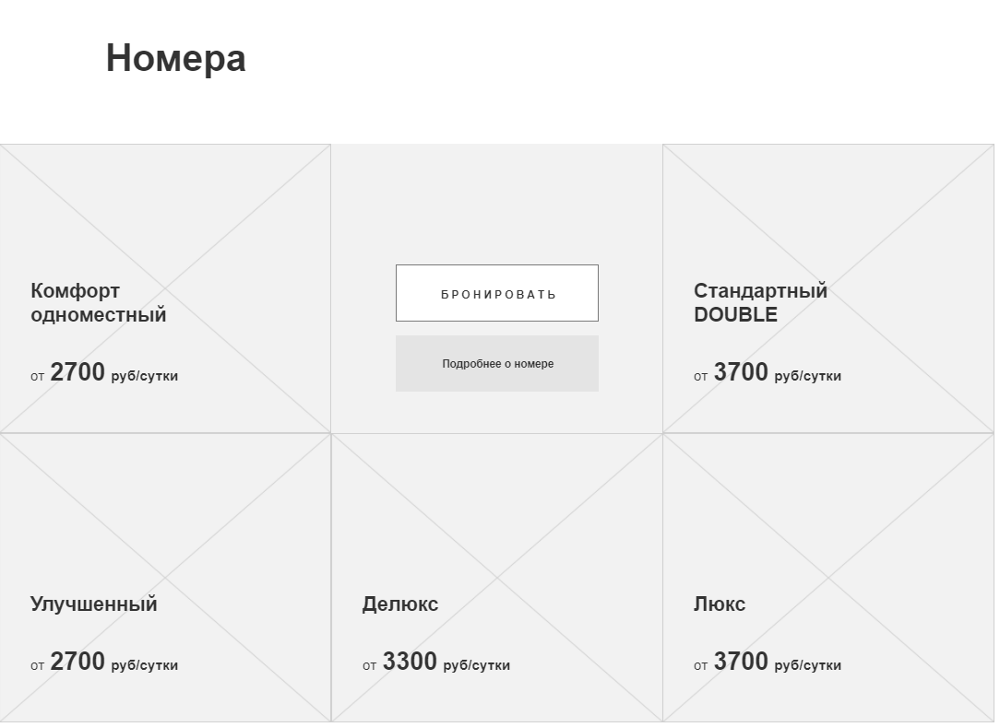 Номера
Комфорт
одноместный
от 2700 руб/сутки
БРОНИРОВАТЬ
Подробнее о номере
Стандартный
DOUBLE
от 3700 руб/сутки
Улучшенный
от 2700 руб/сутки
Делюкс
от 3300 руб/сутки
Люкс
от 3700 руб/сутки